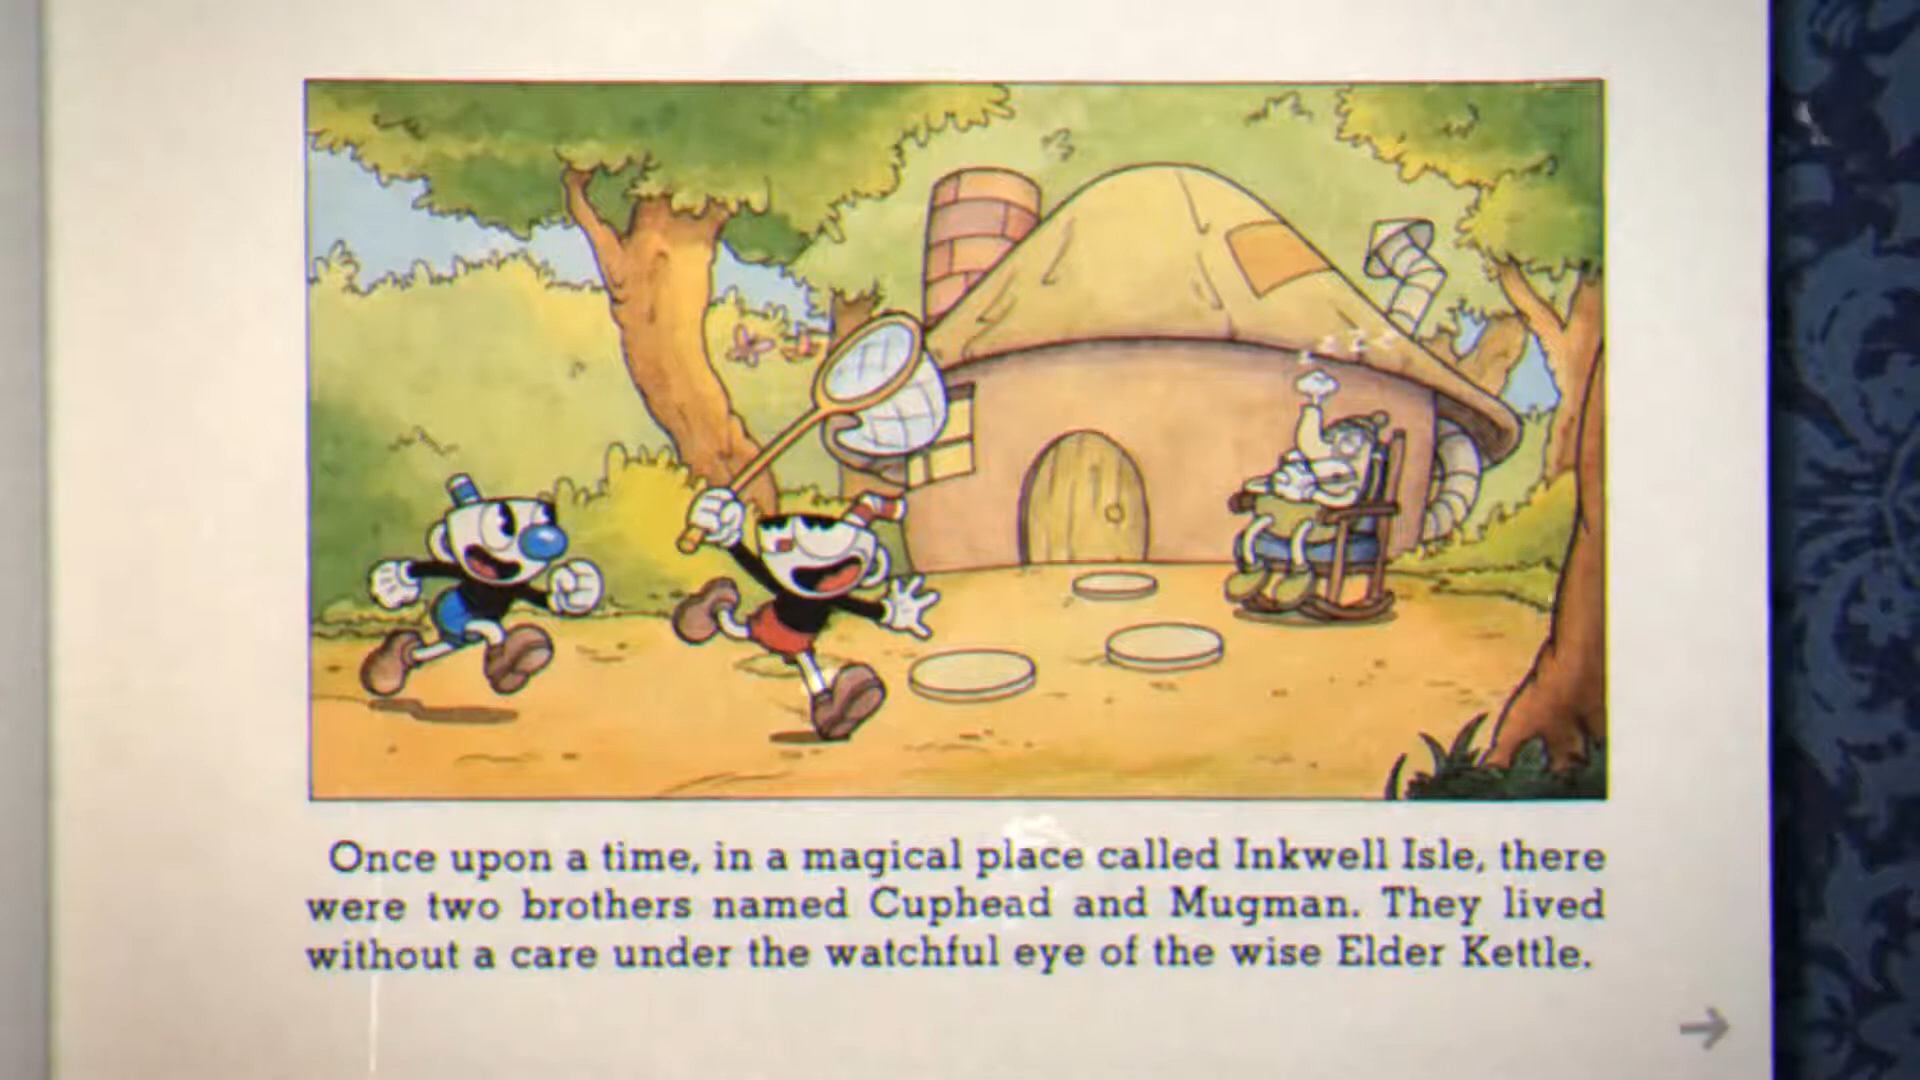 z z z z
Once upon a time, in a magical place called Inkwell Isle, there
were two brothers named Cuphead and Mugman. They lived
without a care under the watchful eye of the wise Elder Kettle.